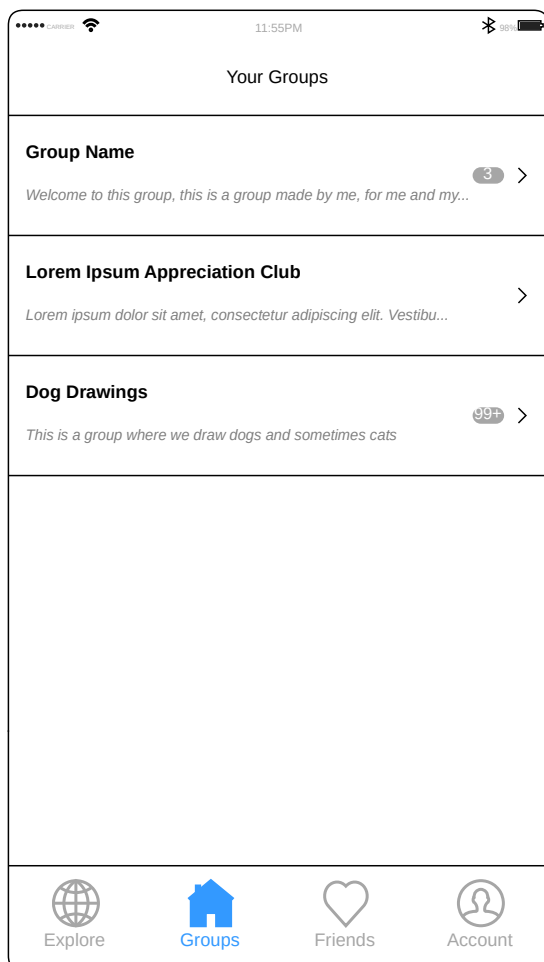 CARRIER 11:55PM 98%
Your Groups
Group Name
3
Welcome to this group, this is a group made by me, for me and my...
Lorem Ipsum Appreciation Club
Lorem ipsum dolor sit amet, consectetur adipiscing elit. Vestibu...
Dog Drawings
99+
This is a group where we draw dogs and sometimes cats
Explore Groups Friends Account